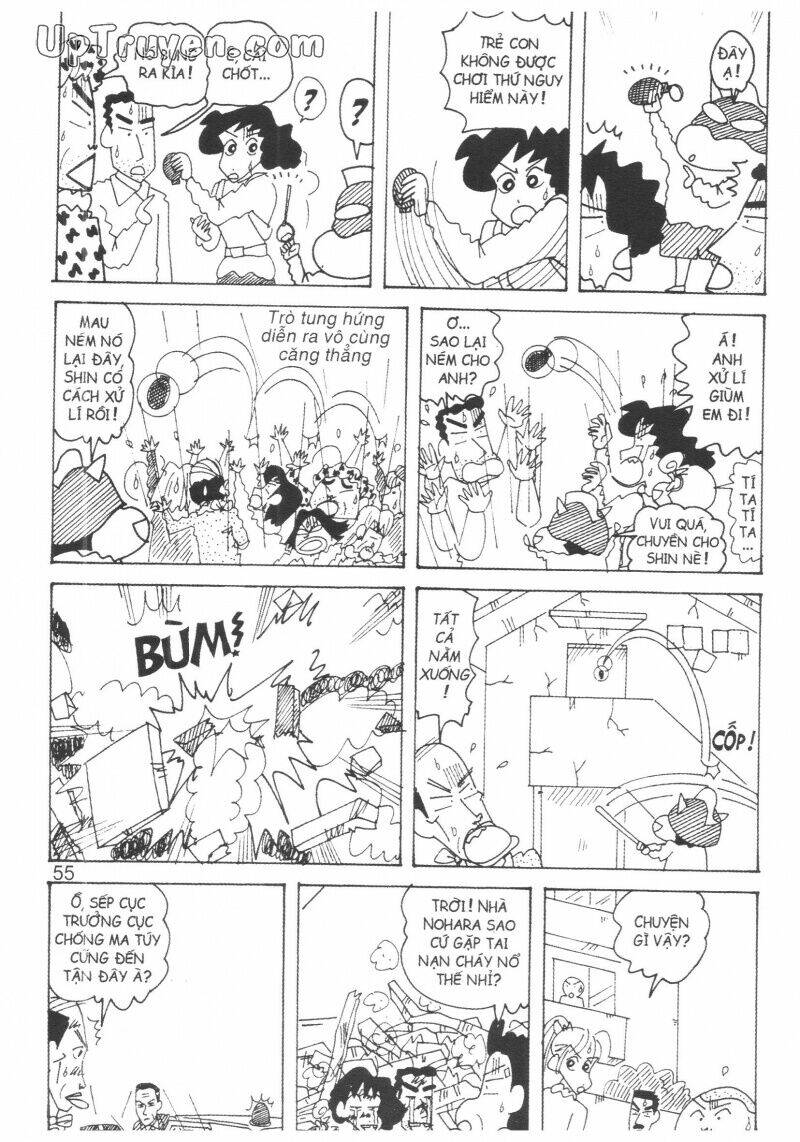 UpTruyen.com
ĐÂY
Ạ!
TRẺ CON
KHÔNG ĐƯỢC
CHƠI THỨ NGUY
HIỂM NÀY!
CÁI
CHỐT...
NÓ BUNG
RA KÌA!
?
?
Á!
ANH
XỬ LÍ
GIÙM
EM ĐI!
Ơ...
SAO LẠI
NÉM CHO
ANH?
TÍ
TA TÍ
TA...
VUI QUÁ,
CHUYỀN CHO
SHIN NÈ!
Trò tung hứng
diễn ra vô cùng
căng thẳng
MAU
NÉM NÓ
LẠI ĐÂY,
SHIN CÓ
CÁCH XỬ
LÍ RỒI!
CỐP!
TẤT
CẢ
NẰM
XUỐNG
!
BÙM!
55
CHUYỆN
GÌ VẬY?
TRỜI! NHÀ
NOHARA SAO
CỨ GẶP TAI
NẠN CHÁY NỔ
THẾ NHỈ?
Ồ, SẾP CỤC
TRƯỞNG CỤC
CHỐNG MA TÚY
CŨNG ĐẾN
TẬN ĐÂY À?